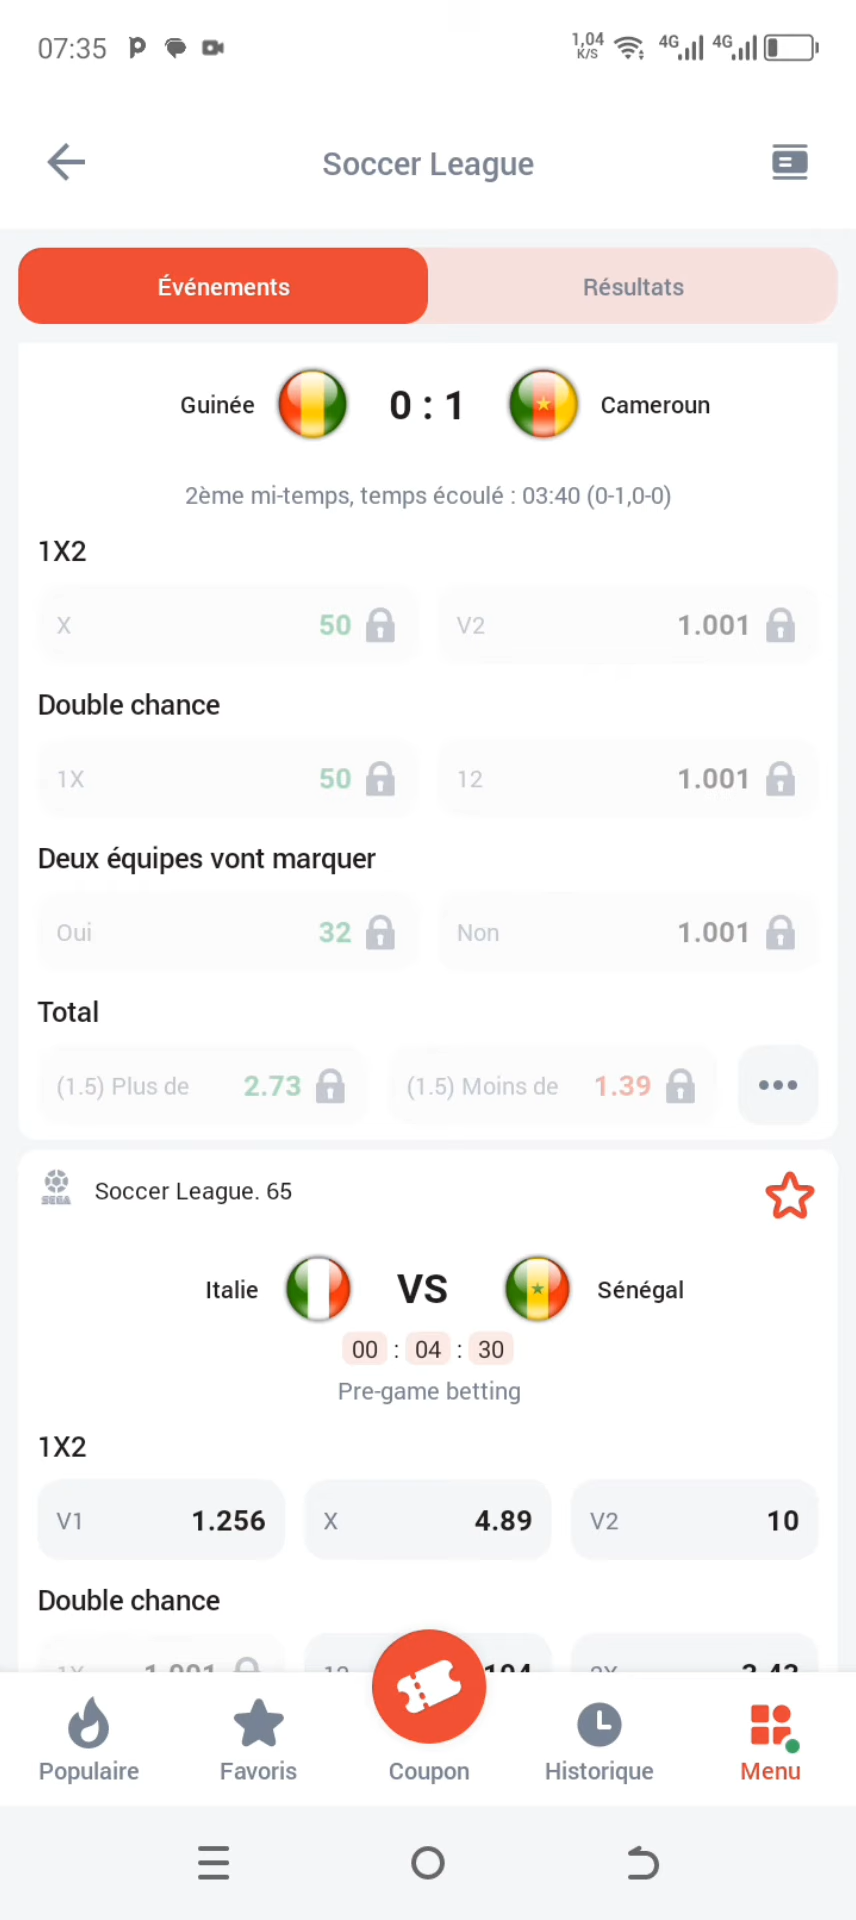 07:35
1,04 K/S 4G 4G
Soccer League
Événements Résultats
Guinée 0 : 1 Cameroun
2ème mi-temps, temps écoulé : 03:40 (0-1,0-0)
1X2
X 50 V2 1.001
Double chance
1X 50 12 1.001
Deux équipes vont marquer
Oui 32 Non 1.001
Total
(1.5) Plus de 2.73 (1.5) Moins de 1.39
SEGA Soccer League. 65
Italie VS Sénégal
00 : 04 : 30
Pre-game betting
1X2
V1 1.256 X 4.89 V2 10
Double chance
Populaire Favoris Coupon Historique Menu